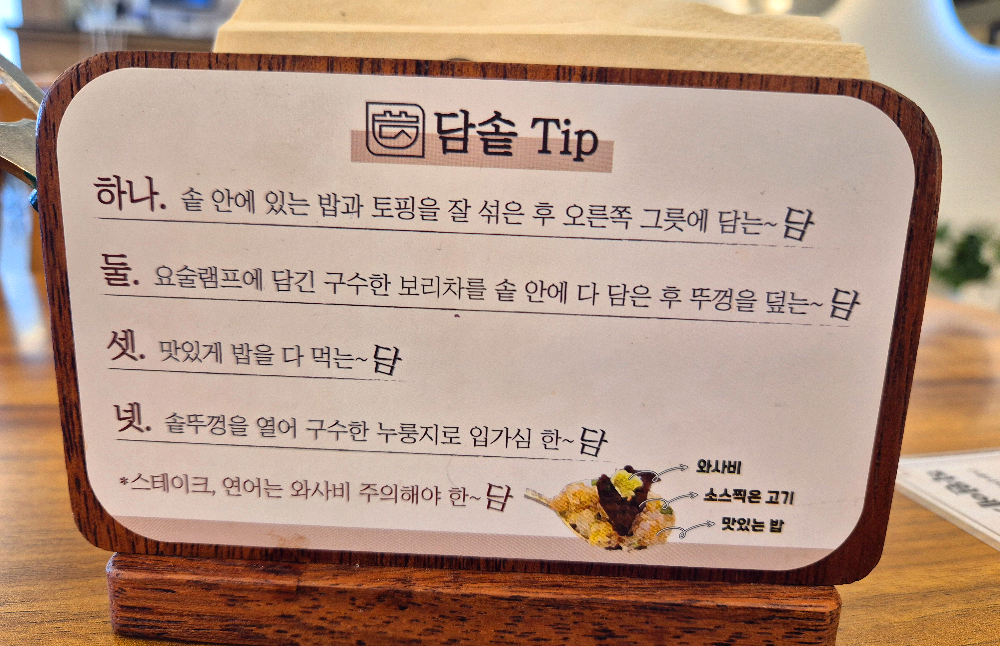 담솥 Tip
하나. 솥 안에 있는 밥과 토핑을 잘 섞은 후 오른쪽 그릇에 담는~담
둘. 요술램프에 담긴 구수한 보리차를 솥 안에 다 담은 후 뚜껑을 덮는~담
셋. 맛있게 밥을 다 먹는~담
넷. 솥뚜껑을 열어 구수한 누룽지로 입가심 한~담
*스테이크, 연어는 와사비 주의해야 한~담
와사비
소스찍은 고기
맛있는 밥